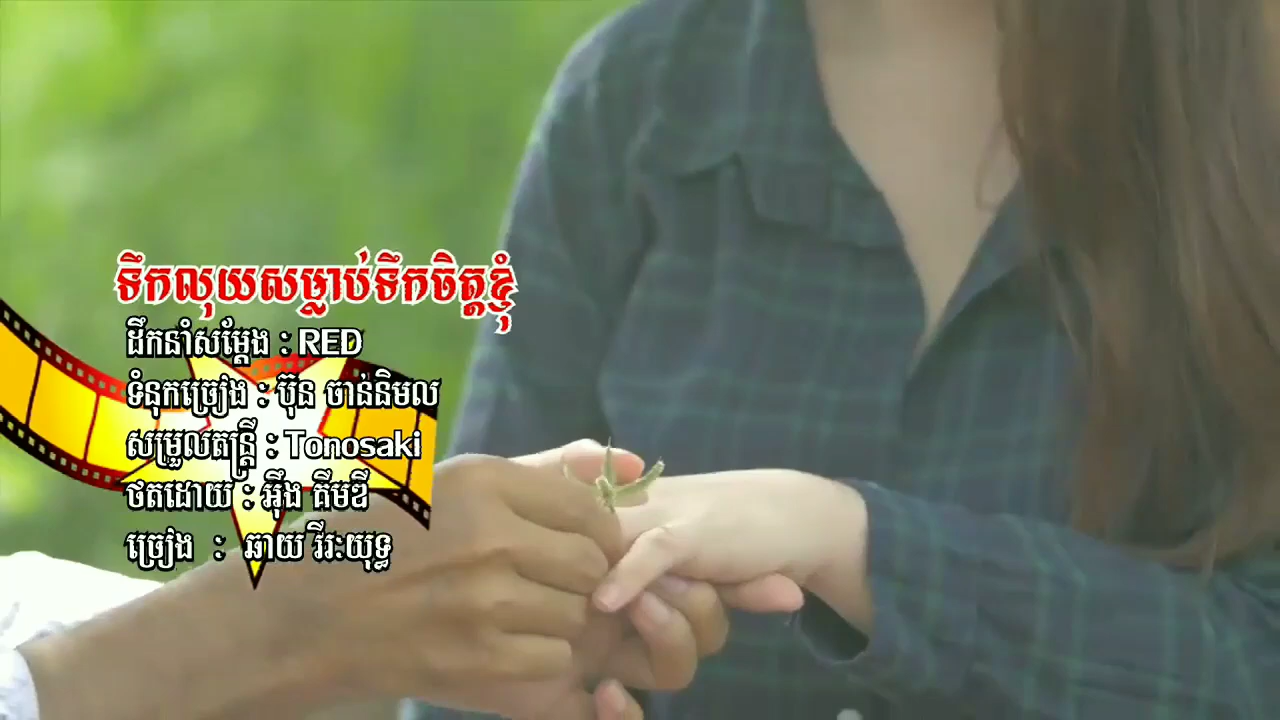 ទឹកលុយសម្លាប់ទឹកចិត្តខ្ញុំ
ដឹកនាំសម្តែង : RED
ទំនុកច្រៀង : ប៊ុន ចាន់និមល
សម្រួលតន្ត្រី : Tonosaki
ថតដោយ : អ៊ឹង គីមឌី
ច្រៀង : ឆាយ វីរៈយុទ្ធ